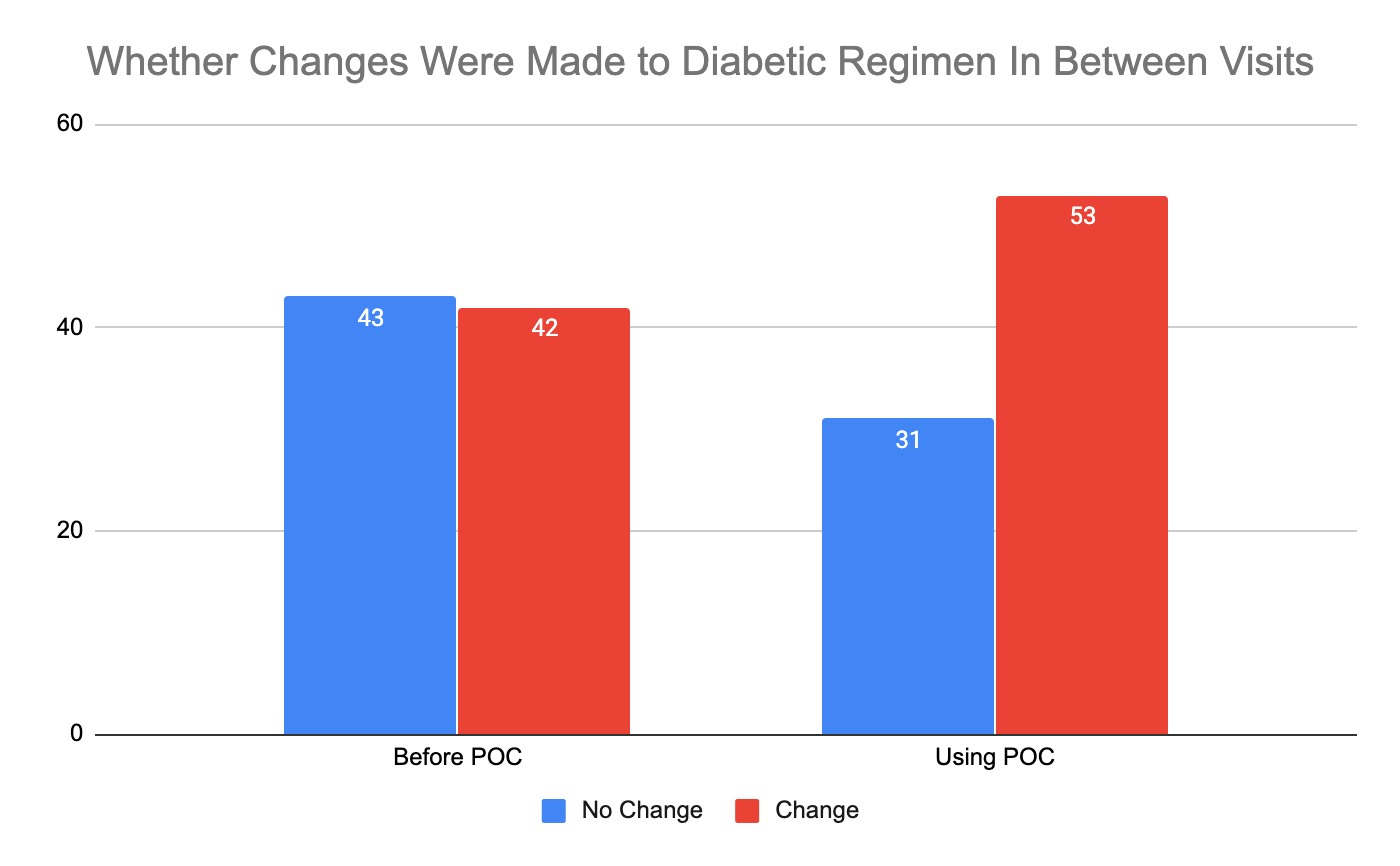 Whether Changes Were Made to Diabetic Regimen In Between Visits
60
40
20
0
43
42
31
53
Before POC
Using POC
No Change
Change